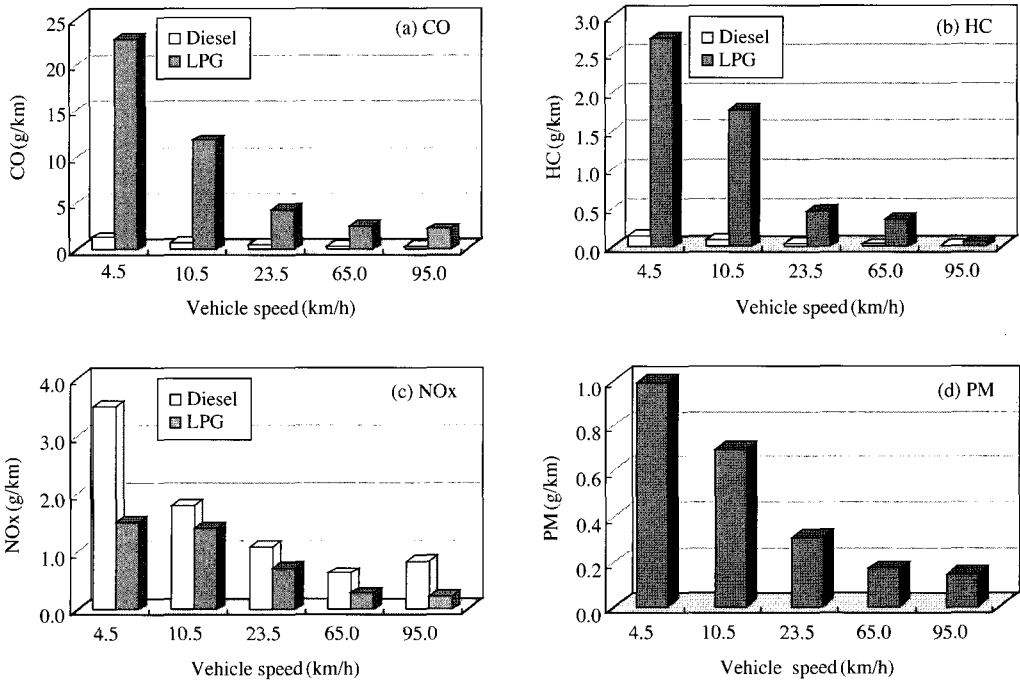 (a) CO
Diesel
LPG
CO (g/km)
25
20
15
10
5
0
4.5 10.5 23.5 65.0 95.0
Vehicle speed (km/h)
(b) HC
Diesel
LPG
HC (g/km)
3.0
2.5
2.0
1.5
1.0
0.5
0.0
4.5 10.5 23.5 65.0 95.0
Vehicle speed (km/h)
(c) NOx
Diesel
LPG
NOx (g/km)
4.0
3.0
2.0
1.0
0.0
4.5 10.5 23.5 65.0 95.0
Vehicle speed (km/h)
(d) PM
PM (g/km)
1.0
0.8
0.6
0.4
0.2
0.0
4.5 10.5 23.5 65.0 95.0
Vehicle speed (km/h)